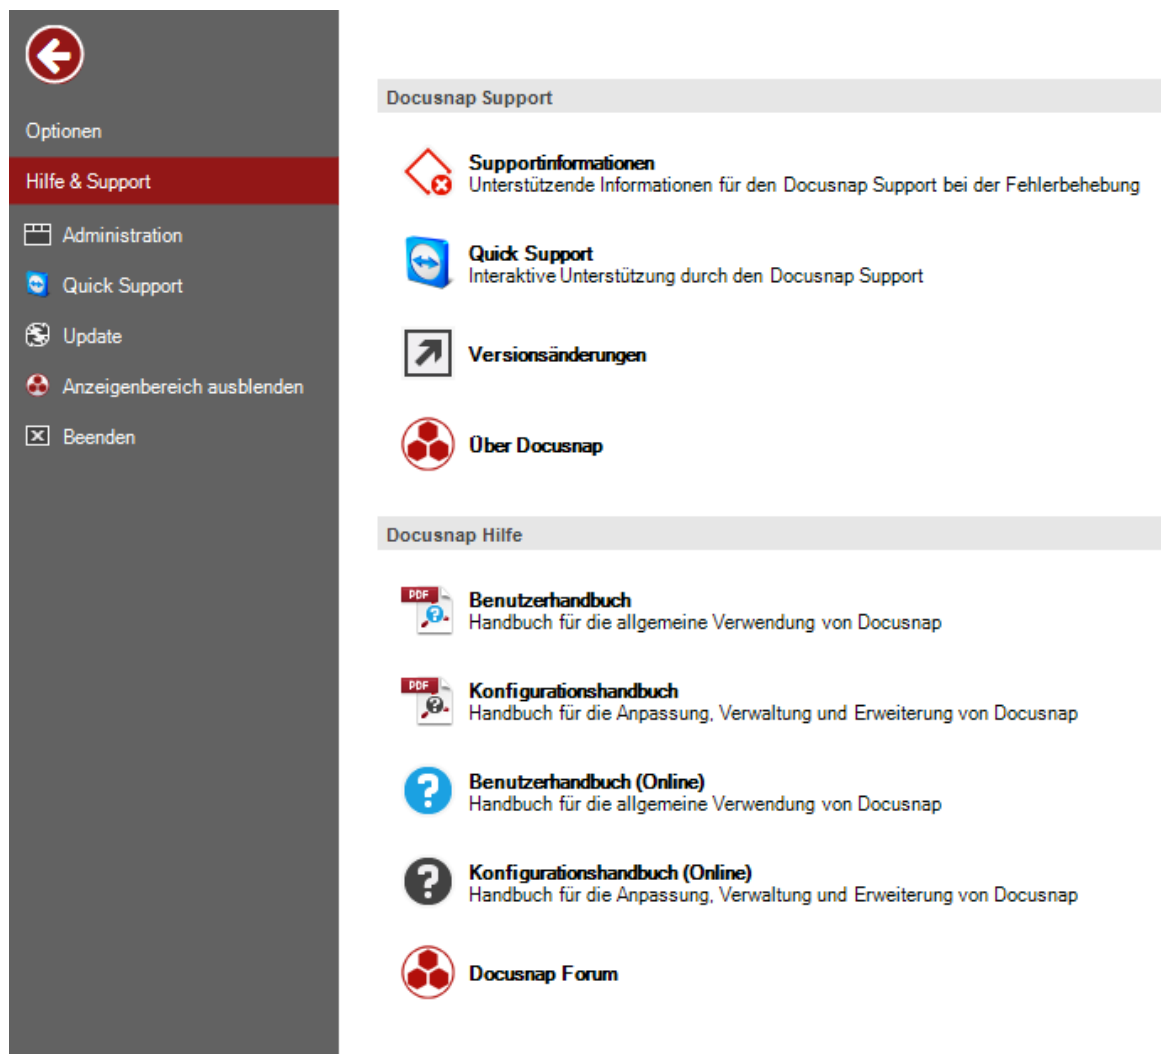 Optionen
Hilfe & Support
Administration
Quick Support
Update
Anzeigenbereich ausblenden
Beenden
Docusnap Support
Supportinformationen
Unterstützende Informationen für den Docusnap Support bei der Fehlerbehebung
Quick Support
Interaktive Unterstützung durch den Docusnap Support
Versionsänderungen
Über Docusnap
Docusnap Hilfe
PDF
Benutzerhandbuch
Handbuch für die allgemeine Verwendung von Docusnap
PDF
Konfigurationshandbuch
Handbuch für die Anpassung, Verwaltung und Erweiterung von Docusnap
Benutzerhandbuch (Online)
Handbuch für die allgemeine Verwendung von Docusnap
Konfigurationshandbuch (Online)
Handbuch für die Anpassung, Verwaltung und Erweiterung von Docusnap
Docusnap Forum